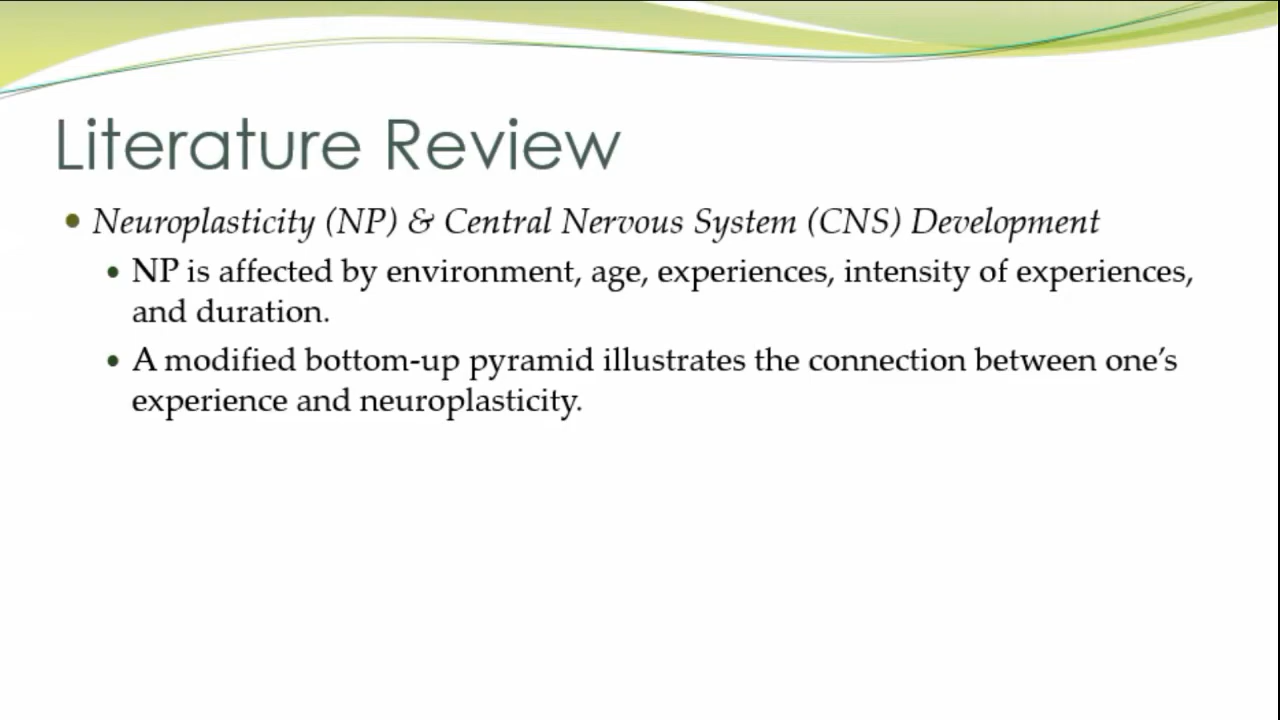 Literature Review
• Neuroplasticity (NP) & Central Nervous System (CNS) Development
• NP is affected by environment, age, experiences, intensity of experiences,
and duration.
• A modified bottom-up pyramid illustrates the connection between one’s
experience and neuroplasticity.